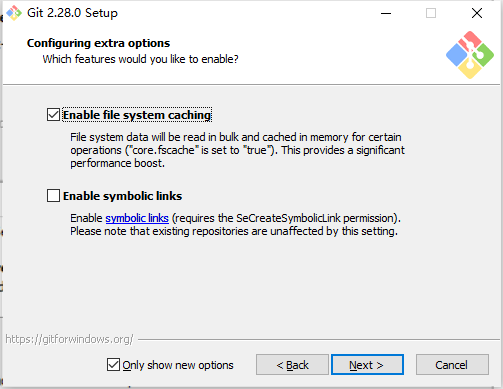 Git 2.28.0 Setup
Configuring extra options
Which features would you like to enable?
Enable file system caching
File system data will be read in bulk and cached in memory for certain
operations ("core.fscache" is set to "true"). This provides a significant
performance boost.
Enable symbolic links
Enable symbolic links (requires the SeCreateSymbolicLink permission).
Please note that existing repositories are unaffected by this setting.
https://gitforwindows.org/
Only show new options
< Back
Next >
Cancel